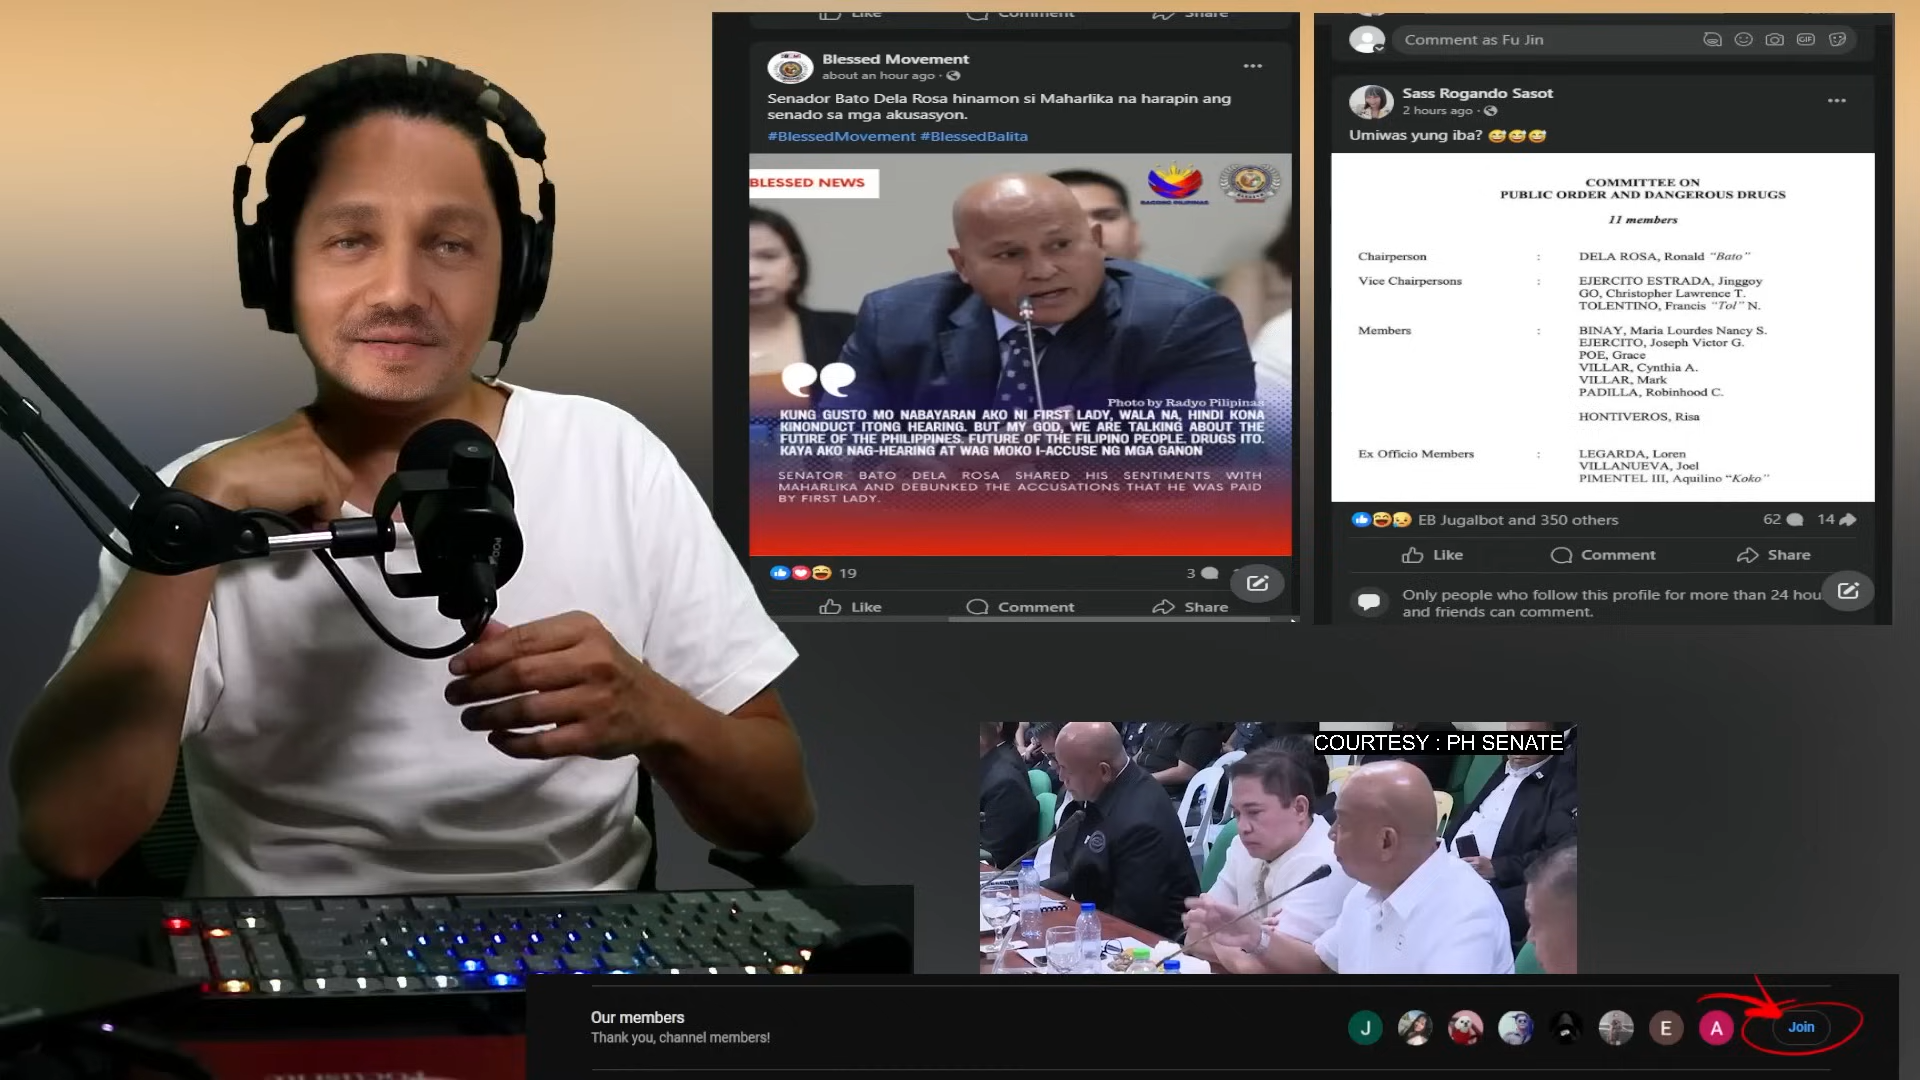 Like Comment Share
Blessed Movement
about an hour ago
Senador Bato Dela Rosa hinamon si Maharlika na harapin ang
senado sa mga akusasyon.
#BlessedMovement #BlessedBalita
BLESSED NEWS
BAGONG PILIPINAS
Photo by Radyo Pilipinas
KUNG GUSTO MO NABAYARAN AKO NI FIRST LADY, WALA NA, HINDI KONA
KINONDUCT ITONG HEARING. BUT MY GOD, WE ARE TALKING ABOUT THE
FUTIRE OF THE PHILIPPINES. FUTURE OF THE FILIPINO PEOPLE. DRUGS ITO.
KAYA AKO NAG-HEARING AT WAG MOKO I-ACCUSE NG MGA GANON
SENATOR BATO DELA ROSA SHARED HIS SENTIMENTS WITH
MAHARLIKA AND DEBUNKED THE ACCUSATIONS THAT HE WAS PAID
BY FIRST LADY.
19 3
Like Comment Share
Comment as Fu Jin
GIF
Sass Rogando Sasot
2 hours ago
Umiwas yung iba? 😅😅😅
COMMITTEE ON
PUBLIC ORDER AND DANGEROUS DRUGS
11 members
Chairperson : DELA ROSA, Ronald "Bato"
Vice Chairpersons : EJERCITO ESTRADA, Jinggoy
GO, Christopher Lawrence T.
TOLENTINO, Francis "Tol" N.
Members : BINAY, Maria Lourdes Nancy S.
EJERCITO, Joseph Victor G.
POE, Grace
VILLAR, Cynthia A.
VILLAR, Mark
PADILLA, Robinhood C.
HONTIVEROS, Risa
Ex Officio Members : LEGARDA, Loren
VILLANUEVA, Joel
PIMENTEL III, Aquilino "Koko"
EB Jugalbot and 350 others 62 14
Like Comment Share
Only people who follow this profile for more than 24 hou
and friends can comment.
COURTESY : PH SENATE
Our members
Thank you, channel members!
J E A Join